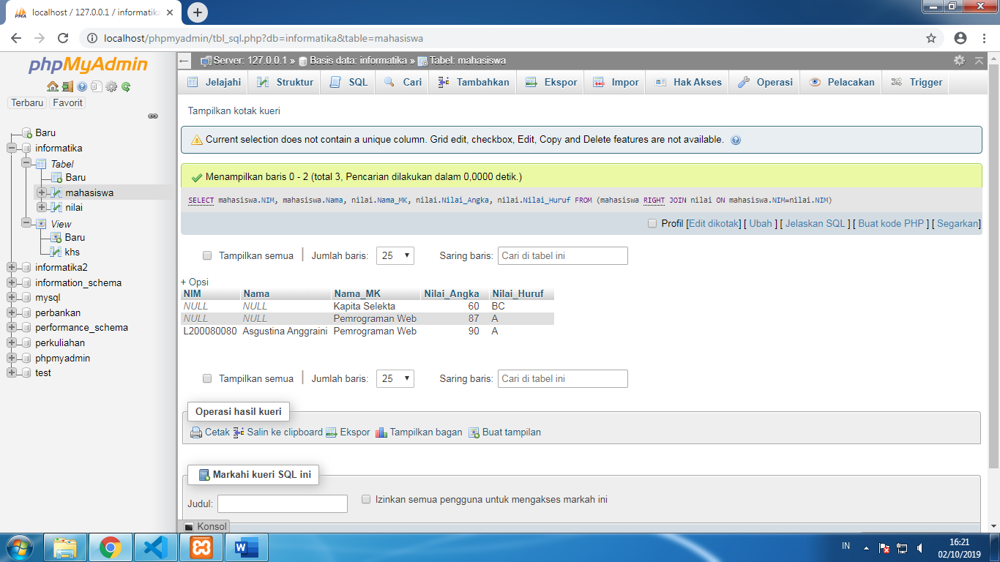 localhost / 127.0.0.1 / informatika
localhost/phpmyadmin/tbl_sql.php?db=informatika&table=mahasiswa
phpMyAdmin
Terbaru Favorit
Baru
informatika
Tabel
Baru
mahasiswa
nilai
View
Baru
khs
informatika2
information_schema
mysql
perbankan
performance_schema
perkuliahan
phpmyadmin
test
Server: 127.0.0.1 » Basis data: informatika » Tabel: mahasiswa
Jelajahi Struktur SQL Cari Tambahkan Ekspor Impor Hak Akses Operasi Pelacakan Trigger
Tampilkan kotak kueri
Current selection does not contain a unique column. Grid edit, checkbox, Edit, Copy and Delete features are not available.
Menampilkan baris 0 - 2 (total 3, Pencarian dilakukan dalam 0,0000 detik.)
SELECT mahasiswa.NIM, mahasiswa.Nama, nilai.Nama_MK, nilai.Nilai_Angka, nilai.Nilai_Huruf FROM (mahasiswa RIGHT JOIN nilai ON mahasiswa.NIM=nilai.NIM)
Profil [Edit dikotak] [ Ubah ] [ Jelaskan SQL ] [ Buat kode PHP ] [ Segarkan]
Tampilkan semua | Jumlah baris: 25 Saring baris: Cari di tabel ini
+ Opsi
NIM Nama Nama_MK Nilai_Angka Nilai_Huruf
NULL NULL Kapita Selekta 60 BC
NULL NULL Pemrograman Web 87 A
L200080080 Asgustina Anggraini Pemrograman Web 90 A
Tampilkan semua | Jumlah baris: 25 Saring baris: Cari di tabel ini
Operasi hasil kueri
Cetak Salin ke clipboard Ekspor Tampilkan bagan Buat tampilan
Markahi kueri SQL ini
Judul: Izinkan semua pengguna untuk mengakses markah ini
Konsol
IN 16:21
02/10/2019